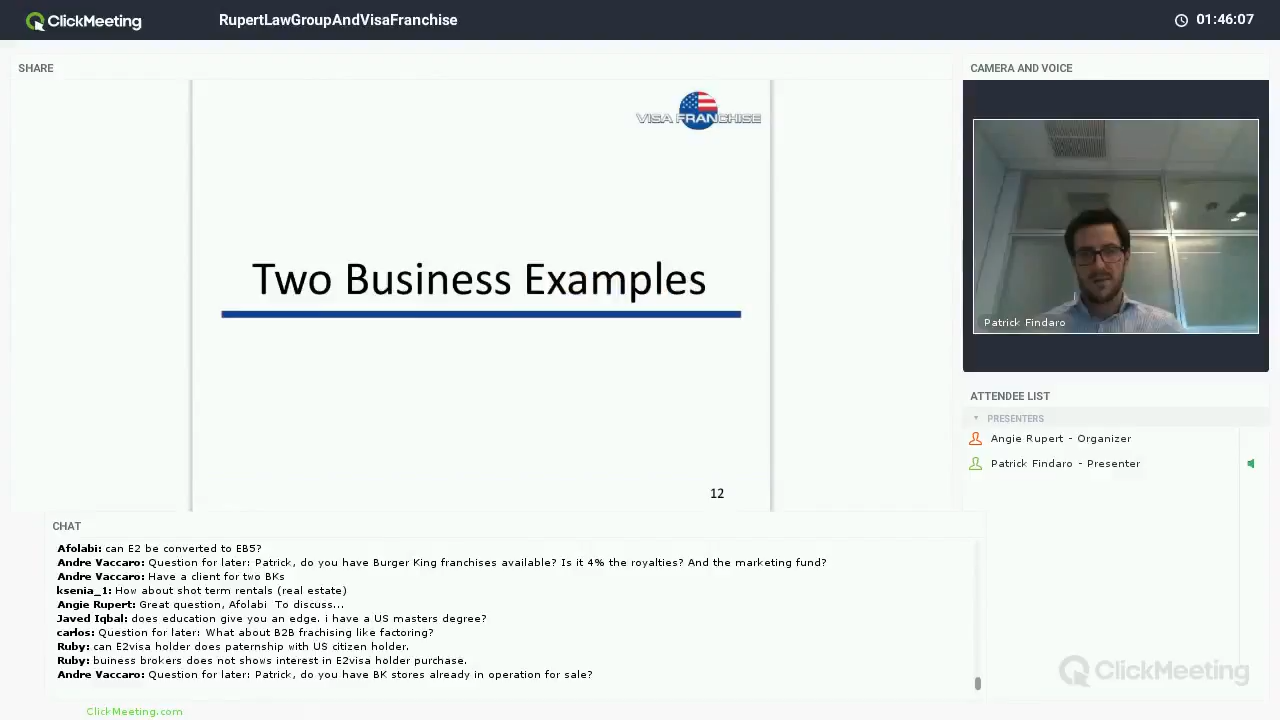 ClickMeeting
RupertLawGroupAndVisaFranchise
01:46:07
SHARE
VISA FRANCHISE
Two Business Examples
12
CAMERA AND VOICE
Patrick Findaro
ATTENDEE LIST
PRESENTERS
Angie Rupert - Organizer
Patrick Findaro - Presenter
CHAT
Afolabi: can E2 be converted to EB5?
Andre Vaccaro: Question for later: Patrick, do you have Burger King franchises available? Is it 4% the royalties? And the marketing fund?
Andre Vaccaro: Have a client for two BKs
ksenia_1: How about shot term rentals (real estate)
Angie Rupert: Great question, Afolabi  To discuss...
Javed Iqbal: does education give you an edge. i have a US masters degree?
carlos: Question for later: What about B2B frachising like factoring?
Ruby: can E2visa holder does paternship with US citizen holder.
Ruby: buiness brokers does not shows interest in E2visa holder purchase.
Andre Vaccaro: Question for later: Patrick, do you have BK stores already in operation for sale?
ClickMeeting
ClickMeeting.com